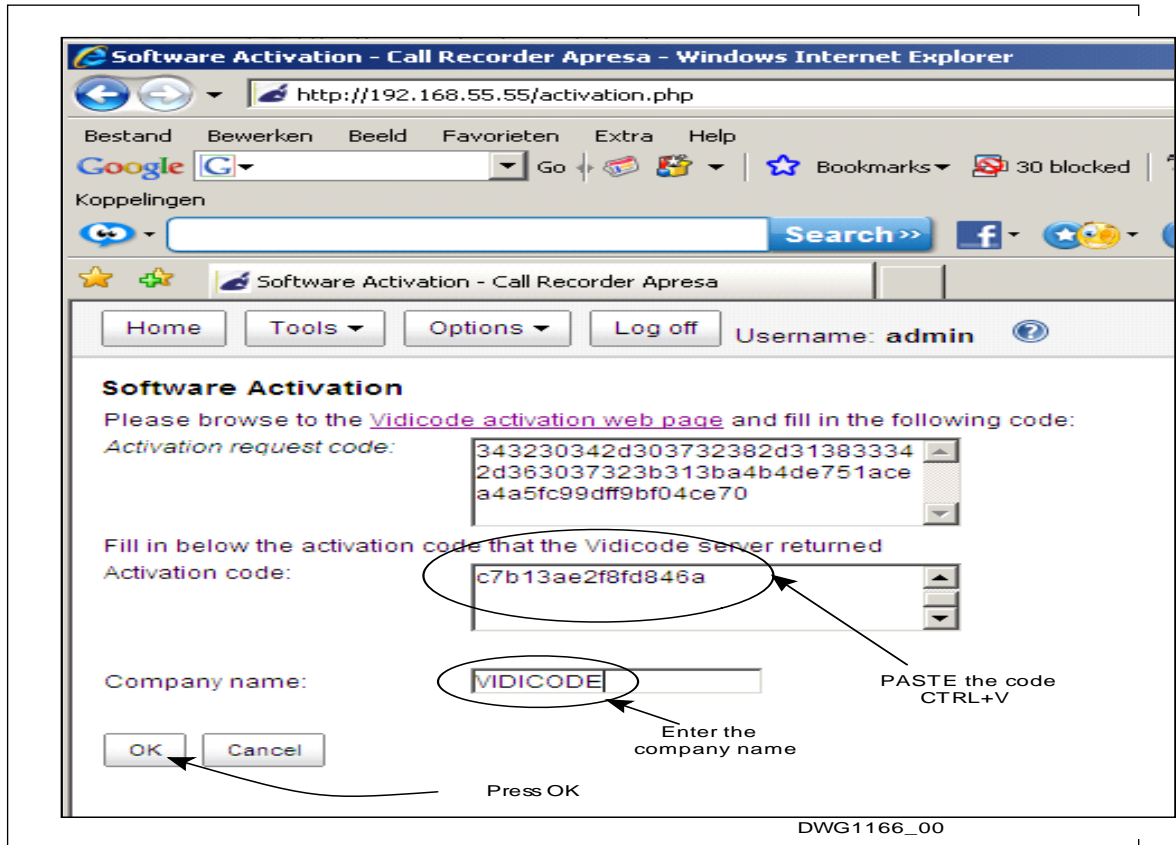 Software Activation - Call Recorder Apresa - Windows Internet Explorer
http://192.168.55.55/activation.php
Bestand Bewerken Beeld Favorieten Extra Help
Google G Go Bookmarks 30 blocked
Koppelingen
Search >>
Software Activation - Call Recorder Apresa
Home Tools Options Log off Username: admin
Software Activation
Please browse to the Vidicode activation web page and fill in the following code:
Activation request code:
343230342d303732382d31383334
2d363037323b313ba4b4de751ace
a4a5fc99dff9bf04ce70
Fill in below the activation code that the Vidicode server returned
Activation code:
c7b13ae2f8fd846a
PASTE the code
CTRL+V
Company name:
VIDICODE
Enter the
company name
OK Cancel
Press OK
DWG1166_00